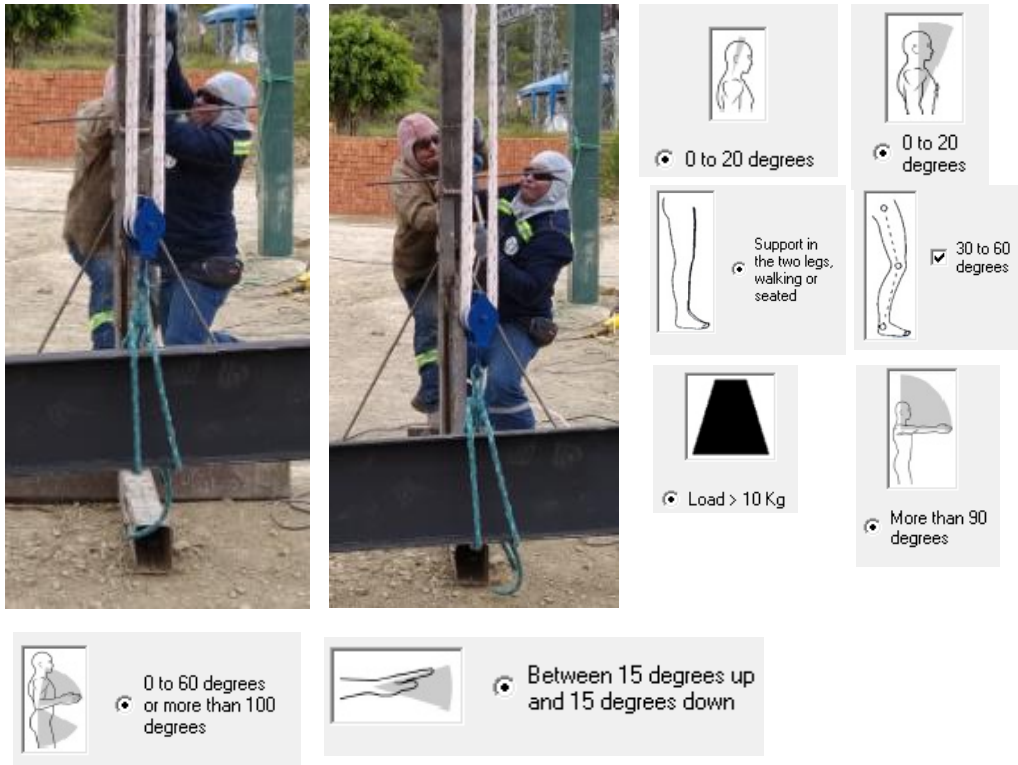 0 to 20 degrees
0 to 20
degrees
Support in
the two legs,
walking or
seated
30 to 60
degrees
Load > 10 Kg
More than 90
degrees
0 to 60 degrees
or more than 100
degrees
Between 15 degrees up
and 15 degrees down